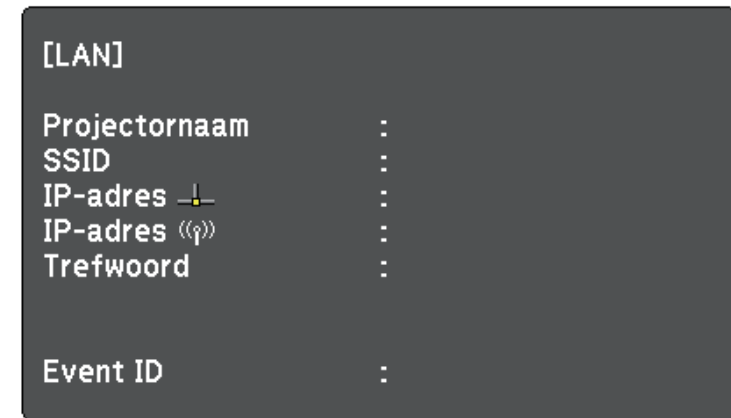 [LAN]
Projectornaam :
SSID :
IP-adres :
IP-adres :
Trefwoord :
Event ID :